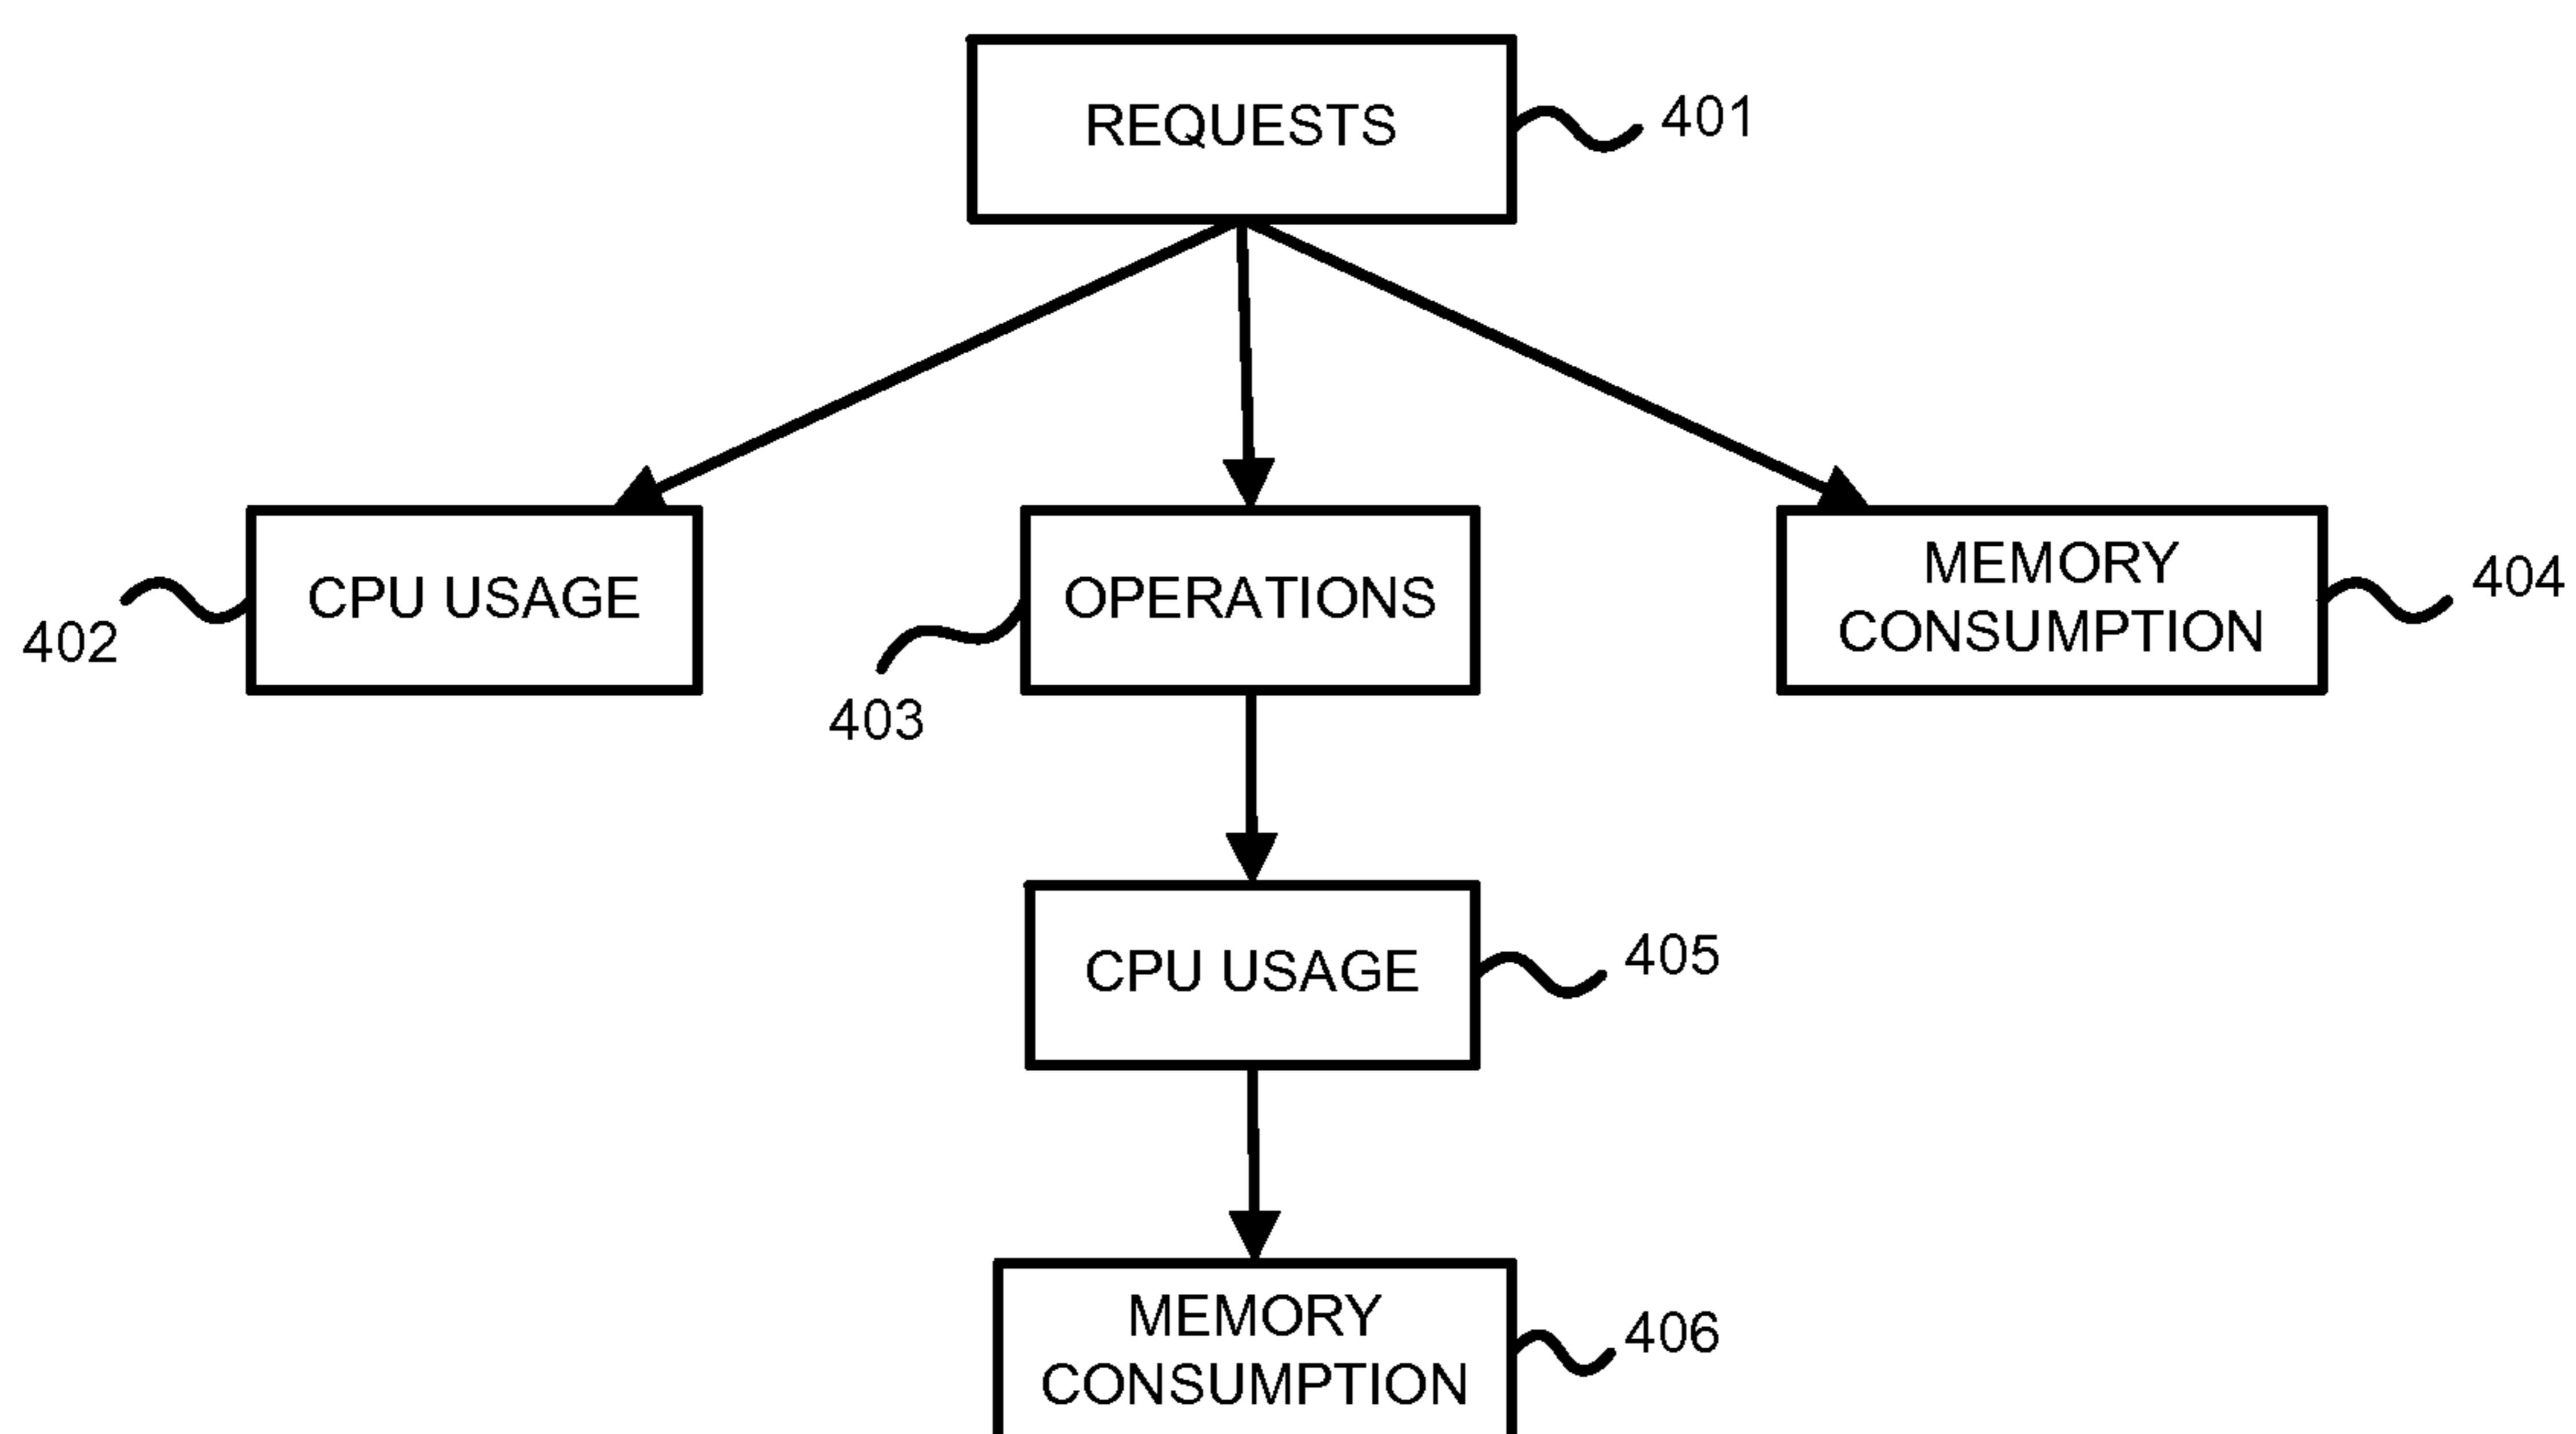 REQUESTS
401
CPU USAGE
402
OPERATIONS
403
MEMORY
CONSUMPTION
404
CPU USAGE
405
MEMORY
CONSUMPTION
406